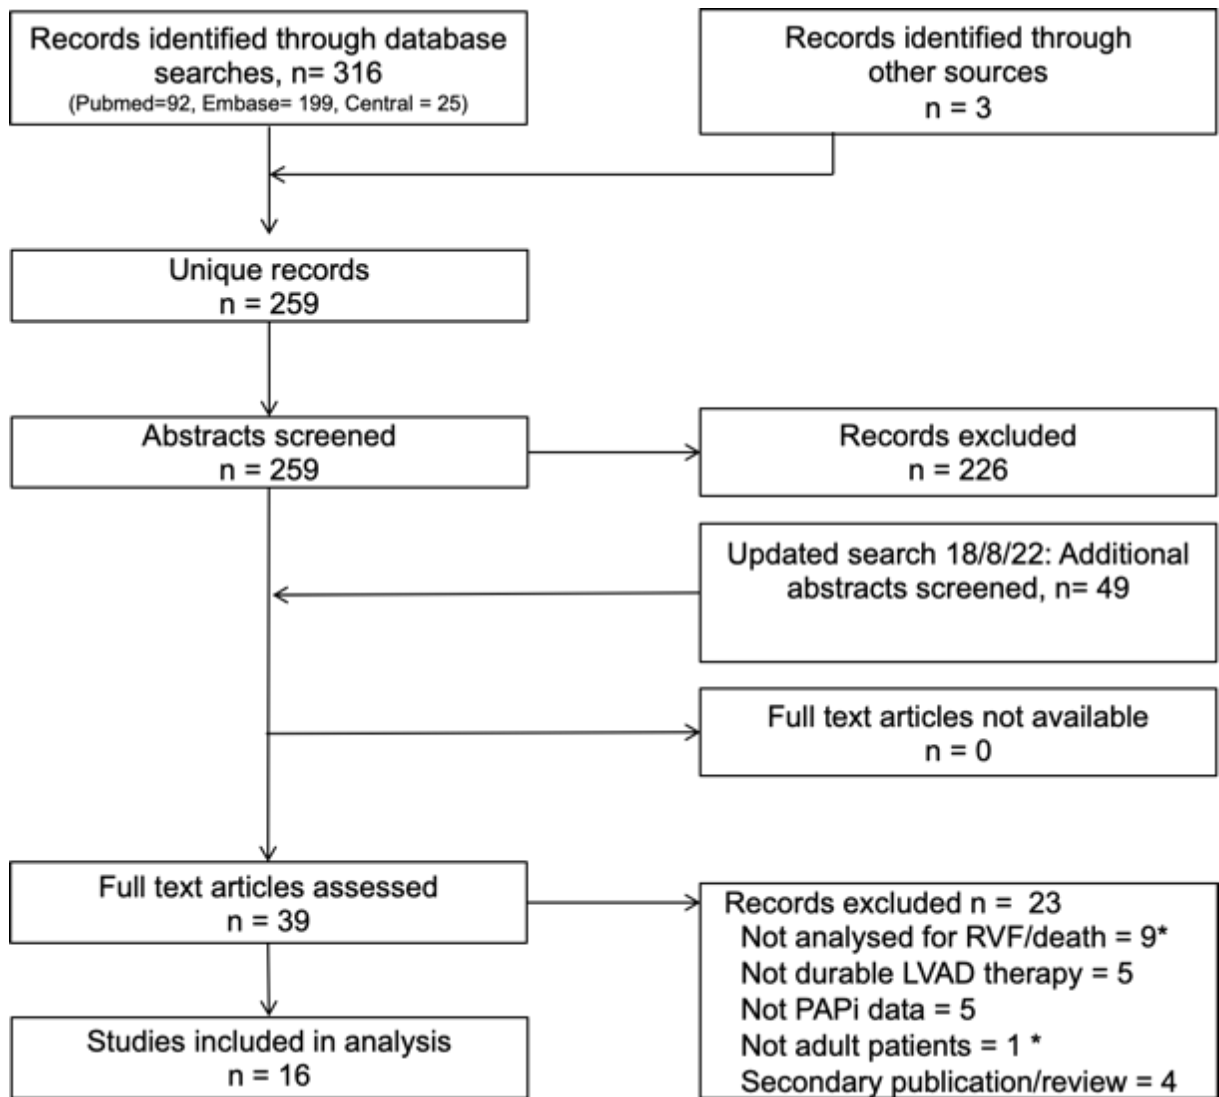 Records identified through database
searches, n= 316
(Pubmed=92, Embase= 199, Central = 25)
Records identified through
other sources
n = 3
Unique records
n = 259
Abstracts screened
n = 259
Records excluded
n = 226
Updated search 18/8/22: Additional
abstracts screened, n= 49
Full text articles not available
n = 0
Full text articles assessed
n = 39
Records excluded n =  23
Not analysed for RVF/death = 9*
Not durable LVAD therapy = 5
Not PAPi data = 5
Not adult patients = 1 *
Secondary publication/review = 4
Studies included in analysis
n = 16